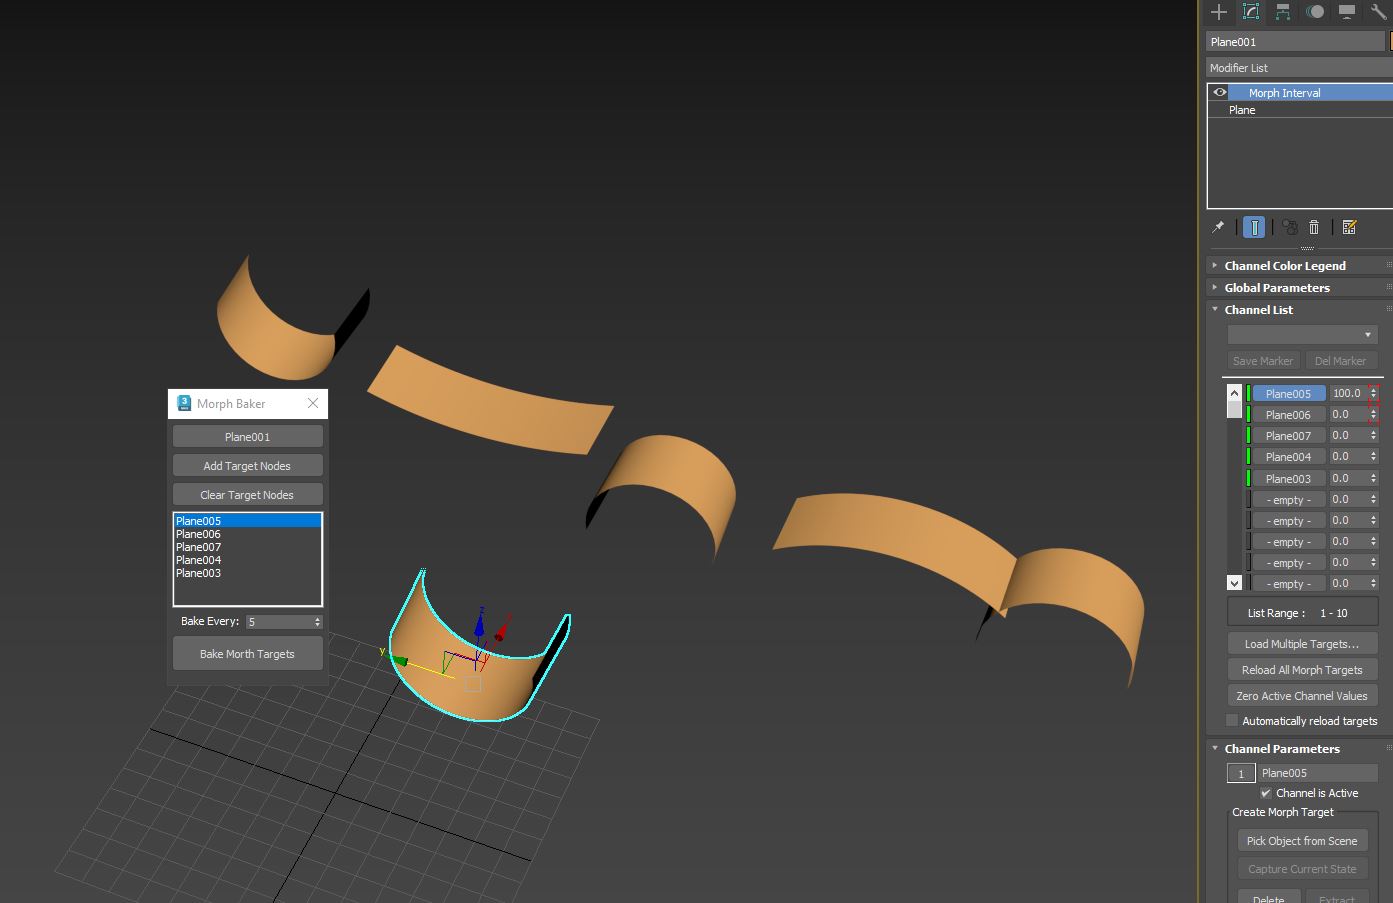 Plane001
Modifier List
Morph Interval
Plane
Channel Color Legend
Global Parameters
Channel List
Save Marker
Del Marker
Plane005 100.0
Plane006 0.0
Plane007 0.0
Plane004 0.0
Plane003 0.0
- empty - 0.0
- empty - 0.0
- empty - 0.0
- empty - 0.0
- empty - 0.0
List Range : 1 - 10
Load Multiple Targets...
Reload All Morph Targets
Zero Active Channel Values
Automatically reload targets
Channel Parameters
1 Plane005
Channel is Active
Create Morph Target
Pick Object from Scene
Capture Current State
Delete
Extract
3
Morph Baker
Plane001
Add Target Nodes
Clear Target Nodes
Plane005
Plane006
Plane007
Plane004
Plane003
Bake Every: 5
Bake Morth Targets
z
y